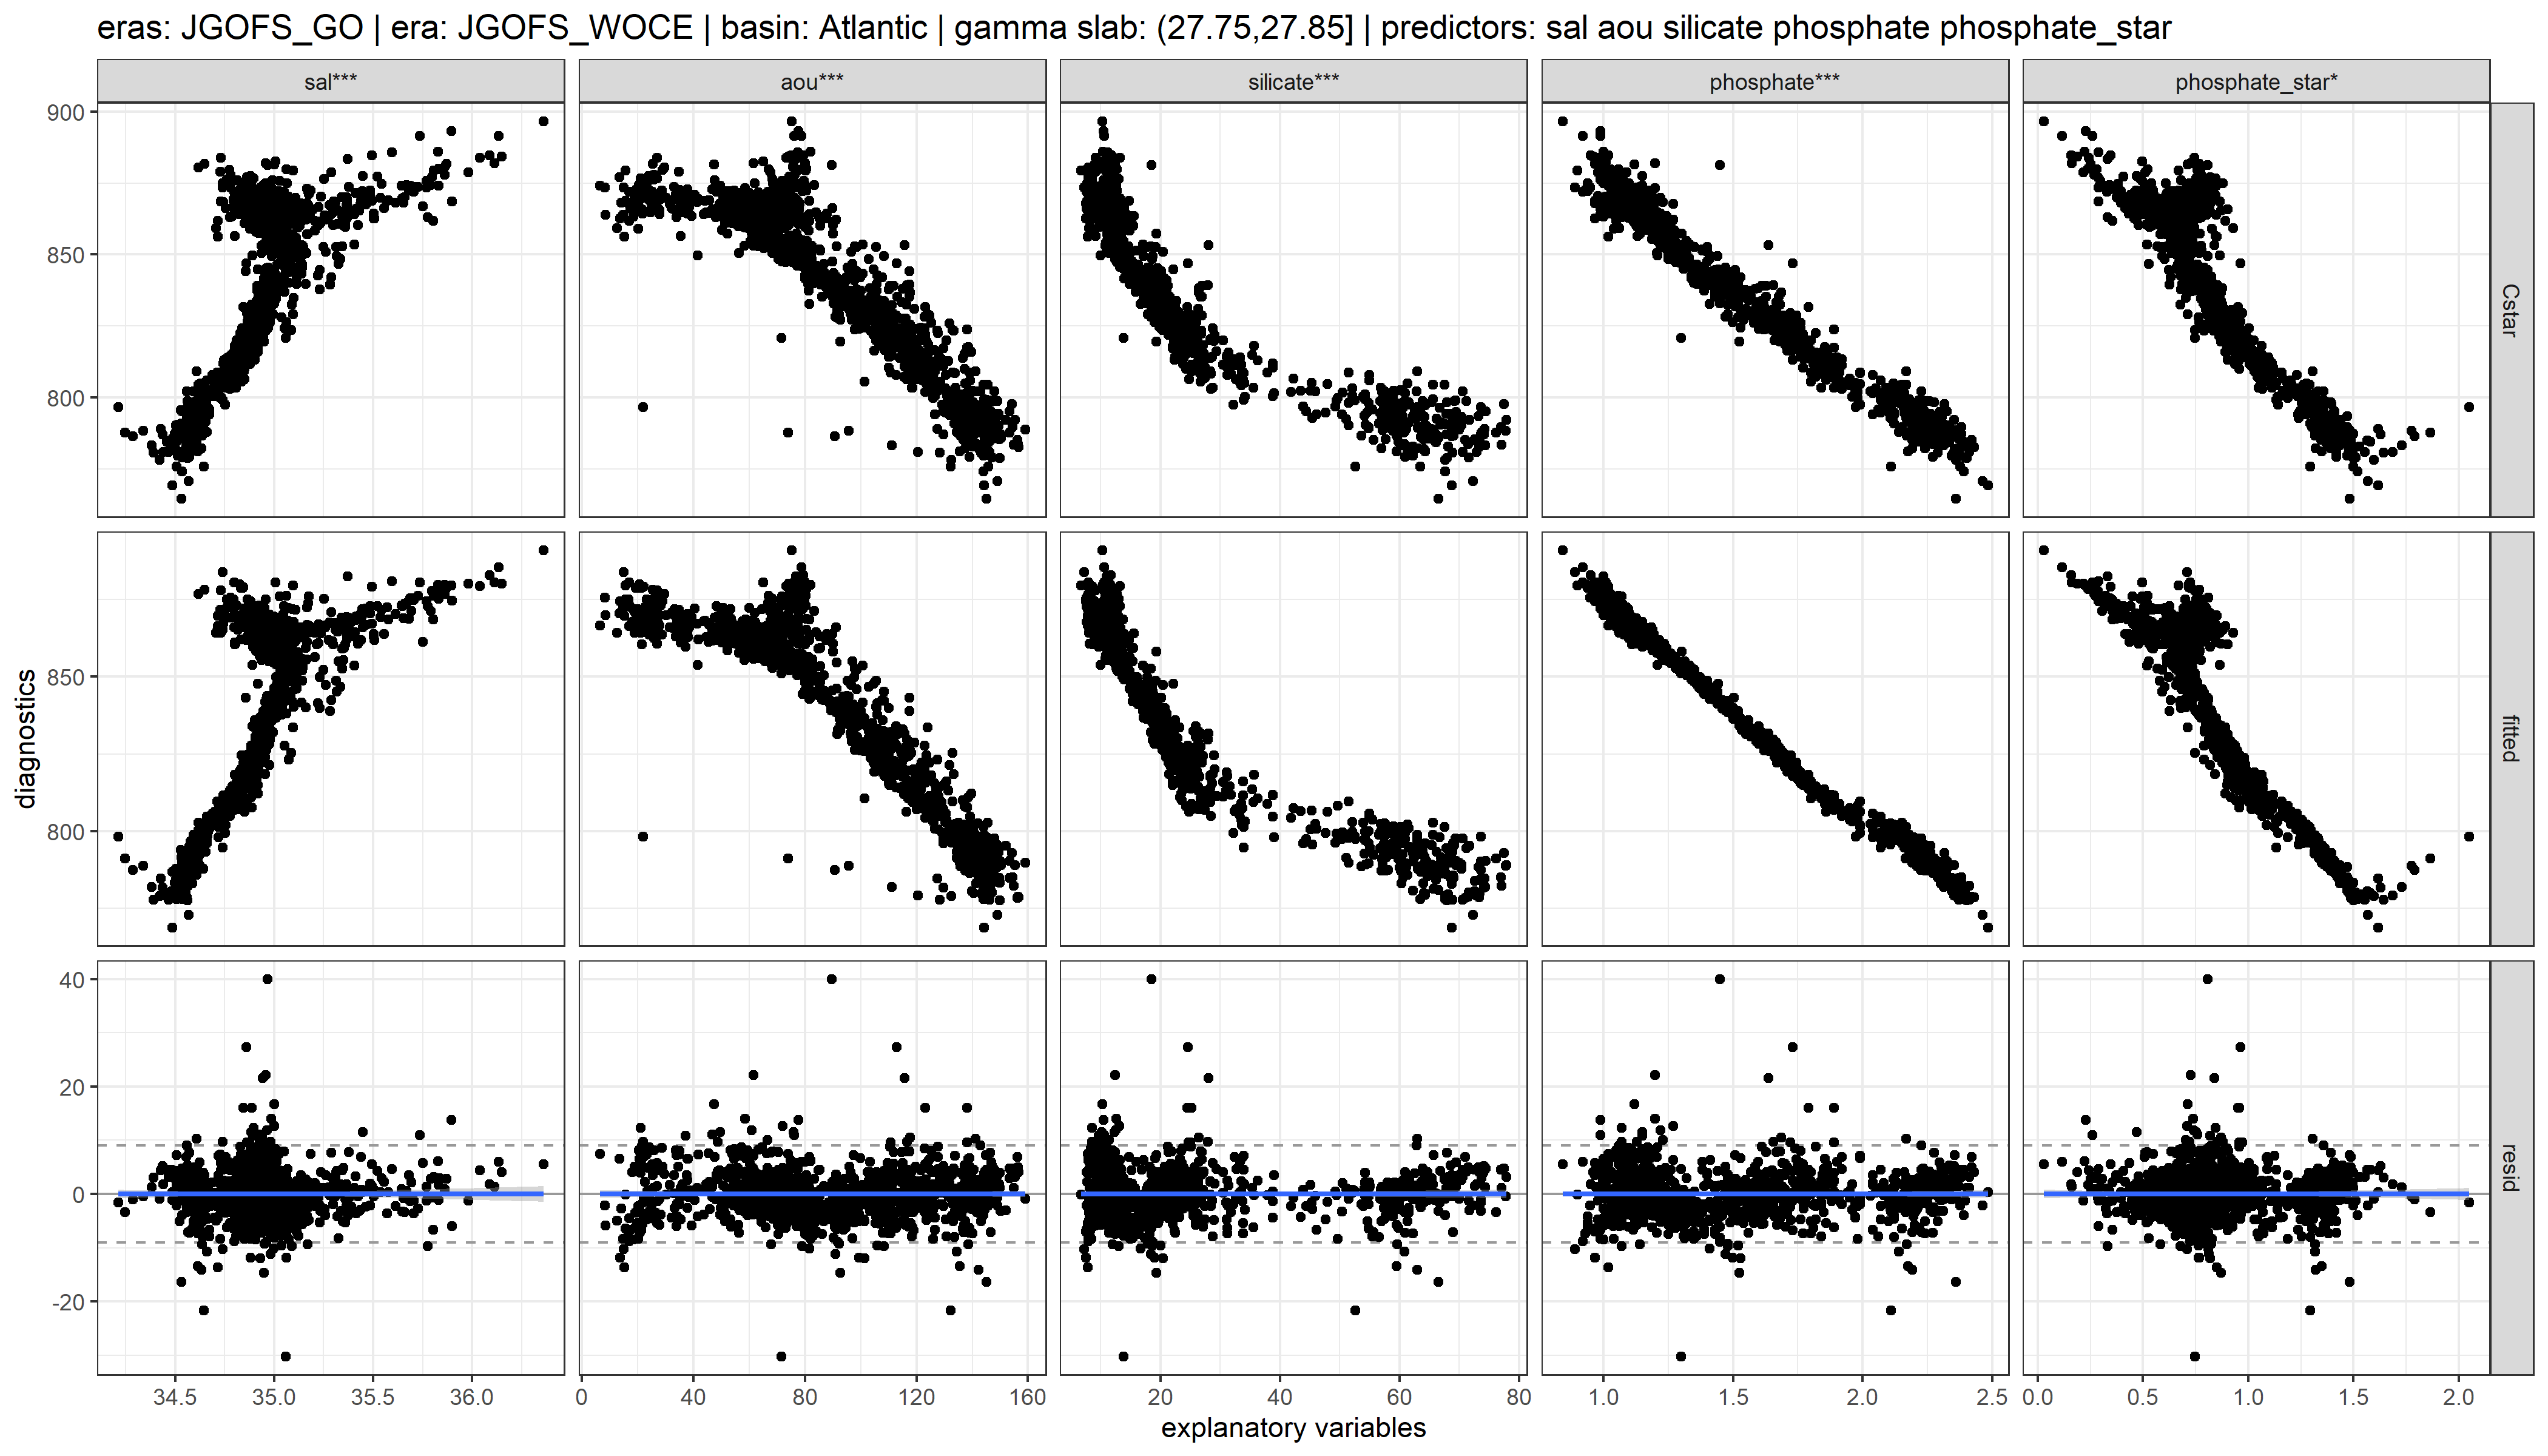 eras: JGOFS_GO | era: JGOFS_WOCE | basin: Atlantic | gamma slab: (27.75,27.85] | predictors: sal aou silicate phosphate phosphate_star
sal*** aou*** silicate*** phosphate*** phosphate_star*
900
850
800
Cstar
850
800
fitted
diagnostics
40
20
0
-20
resid
34.5 35.0 35.5 36.0 0 40 80 120 160 20 40 60 80 1.0 1.5 2.0 2.5 0.0 0.5 1.0 1.5 2.0
explanatory variables